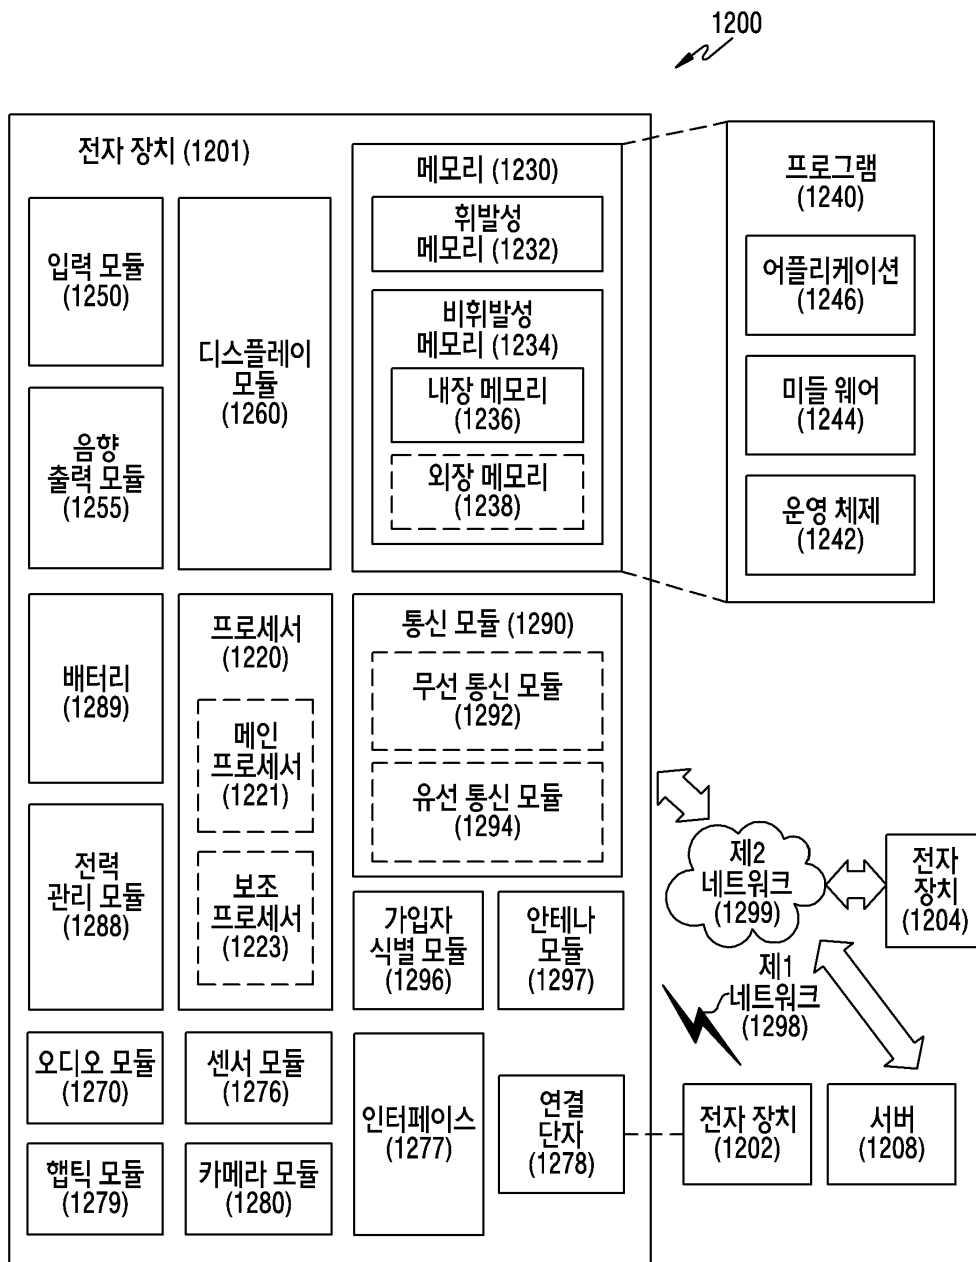 1200
전자 장치 (1201)
입력 모듈
(1250)
음향
출력 모듈
(1255)
디스플레이
모듈
(1260)
메모리 (1230)
휘발성
메모리 (1232)
비휘발성
메모리 (1234)
내장 메모리
(1236)
외장 메모리
(1238)
프로그램
(1240)
어플리케이션
(1246)
미들 웨어
(1244)
운영 체제
(1242)
배터리
(1289)
전력
관리 모듈
(1288)
프로세서
(1220)
메인
프로세서
(1221)
보조
프로세서
(1223)
통신 모듈 (1290)
무선 통신 모듈
(1292)
유선 통신 모듈
(1294)
가입자
식별 모듈
(1296)
안테나
모듈
(1297)
제2
네트워크
(1299)
전자
장치
(1204)
제1
네트워크
(1298)
오디오 모듈
(1270)
센서 모듈
(1276)
햅틱 모듈
(1279)
카메라 모듈
(1280)
인터페이스
(1277)
연결
단자
(1278)
전자 장치
(1202)
서버
(1208)